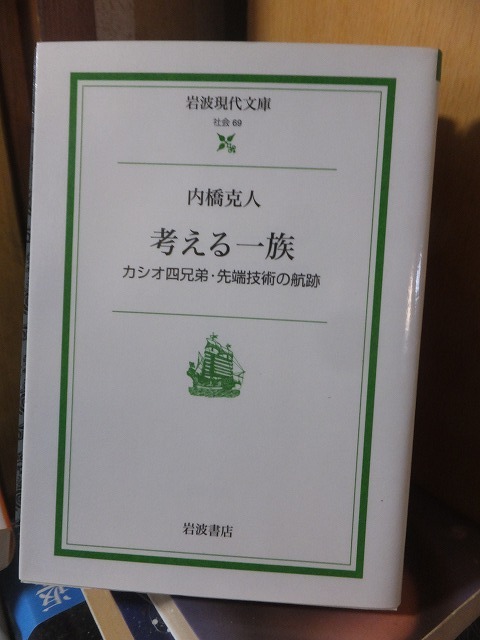 岩波現代文庫
社会 69
内橋克人
考える一族
カシオ四兄弟・先端技術の航跡
岩波書店